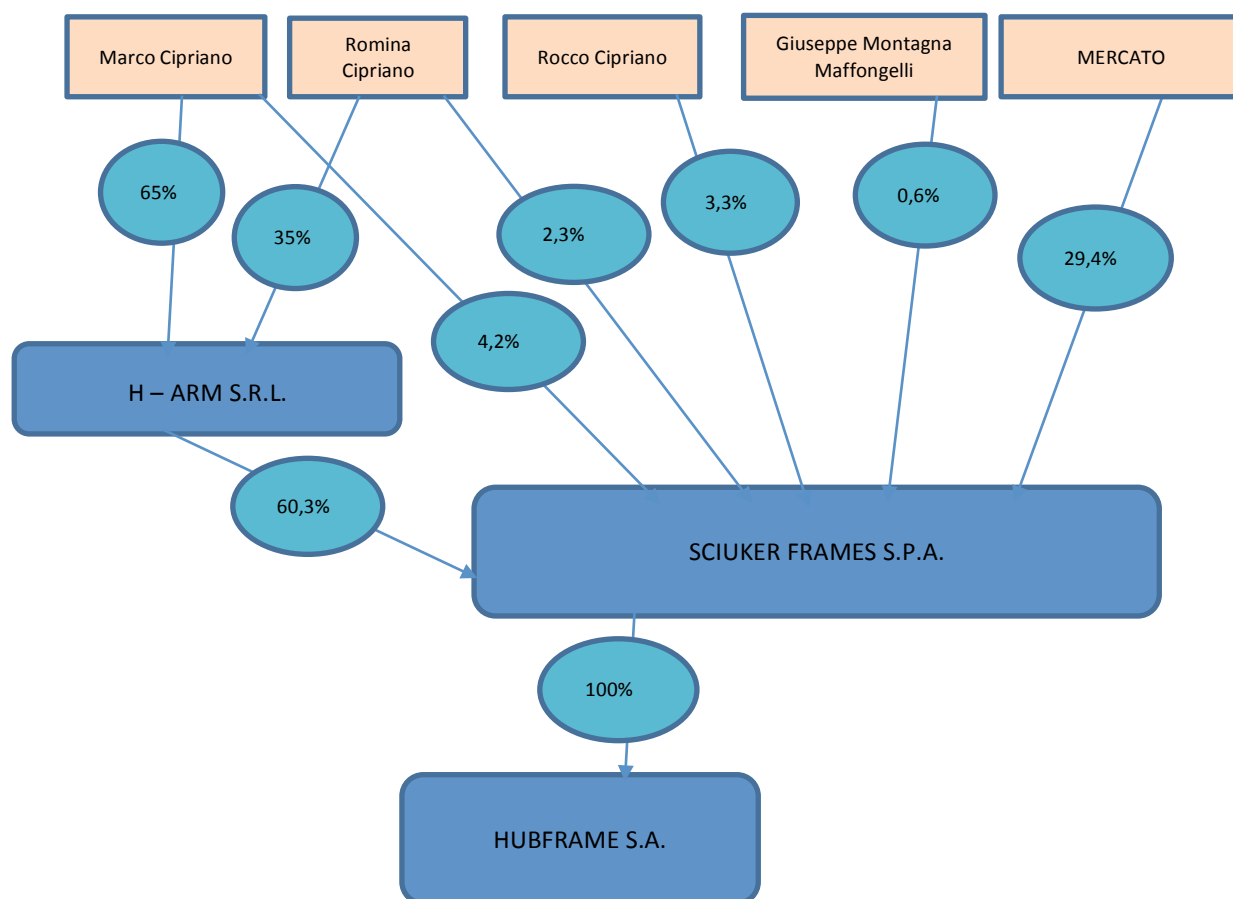 Marco Cipriano
Romina
Cipriano
Rocco Cipriano
Giuseppe Montagna
Maffongelli
MERCATO
65%
35%
2,3%
3,3%
0,6%
29,4%
4,2%
H – ARM S.R.L.
60,3%
SCIUKER FRAMES S.P.A.
100%
HUBFRAME S.A.